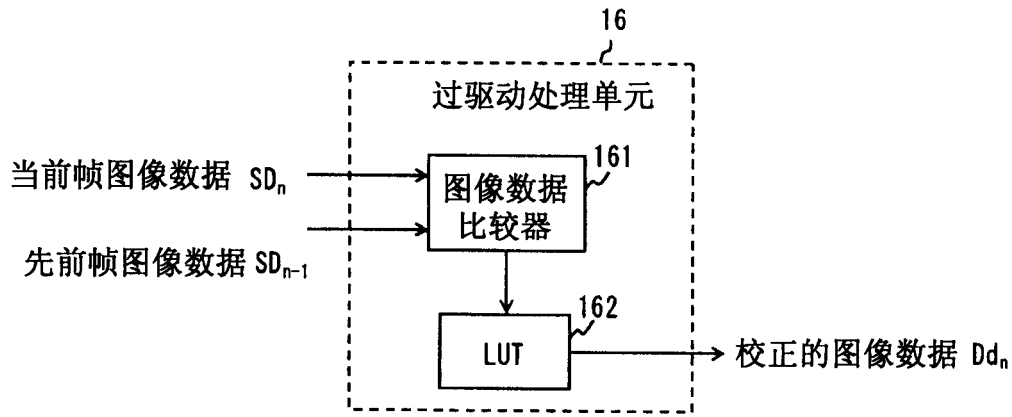 16
过驱动处理单元
161
当前帧图像数据 SDn
图像数据
比较器
先前帧图像数据 SDn-1
162
LUT
校正的图像数据 Ddn